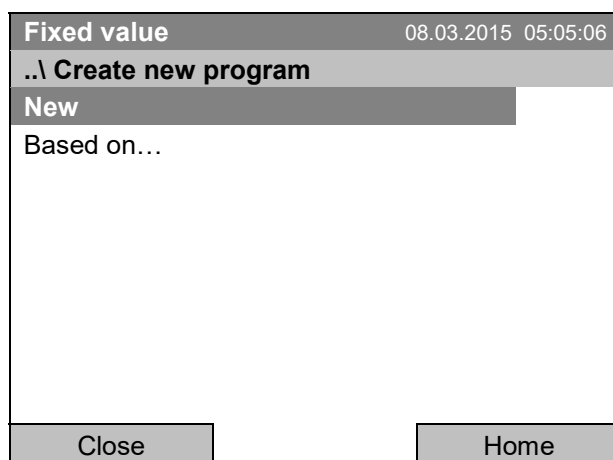 Fixed value 08.03.2015 05:05:06
..\ Create new program
New
Based on…
Close Home